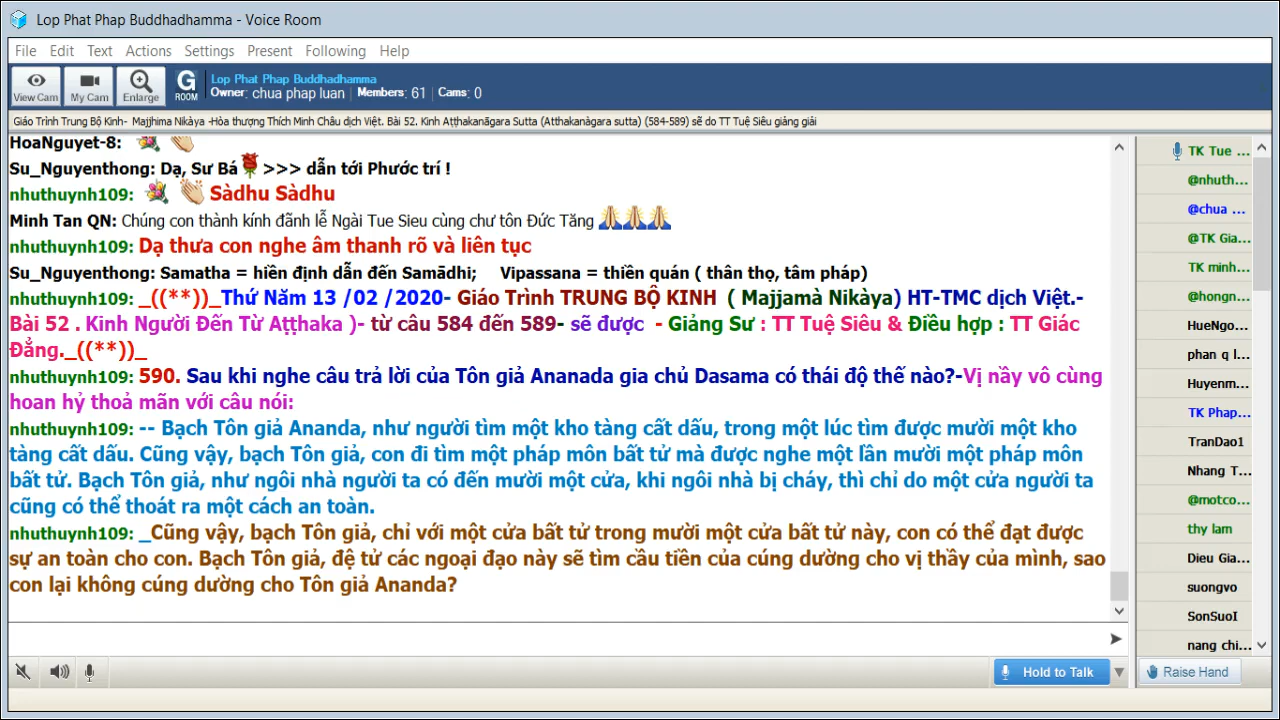 Lop Phat Phap Buddhadhamma - Voice Room
File Edit Text Actions Settings Present Following Help
View Cam My Cam Enlarge G ROOM
Lop Phat Phap Buddhadhamma
Owner: chua phap luan | Members: 61 | Cams: 0
Giáo Trình Trung Bộ Kinh- Majjhima Nikàya -Hòa thượng Thích Minh Châu dịch Việt. Bài 52. Kinh Aṭṭhakanāgara Sutta (Atthakanàgara sutta) (584-589) sẽ do TT Tuệ Siêu giảng giải
HoaNguyet-8:
Su_Nguyenthong: Dạ, Sư Bá >>> dẫn tới Phước trí !
nhuthuynh109: Sàdhu Sàdhu
Minh Tan QN: Chúng con thành kính đãnh lễ Ngài Tue Sieu cùng chư tôn Đức Tăng
nhuthuynh109: Dạ thưa con nghe âm thanh rõ và liên tục
Su_Nguyenthong: Samatha = hiền định dẫn đến Samādhi; Vipassana = thiền quán ( thân thọ, tâm pháp)
nhuthuynh109: _((**))_Thứ Năm 13 /02 /2020- Giáo Trình TRUNG BỘ KINH ( Majjamà Nikàya) HT-TMC dịch Việt.-
Bài 52 . Kinh Người Đến Từ Aṭṭhaka )- từ câu 584 đến 589- sẽ được - Giảng Sư : TT Tuệ Siêu & Điều hợp : TT Giác
Đẳng._((**))_
nhuthuynh109: 590. Sau khi nghe câu trả lời của Tôn giả Ananada gia chủ Dasama có thái độ thế nào?-Vị nầy vô cùng
hoan hỷ thoả mãn với câu nói:
nhuthuynh109: -- Bạch Tôn giả Ananda, như người tìm một kho tàng cất dấu, trong một lúc tìm được mười một kho
tàng cất dấu. Cũng vậy, bạch Tôn giả, con đi tìm một pháp môn bất tử mà được nghe một lần mười một pháp môn
bất tử. Bạch Tôn giả, như ngôi nhà người ta có đến mười một cửa, khi ngôi nhà bị cháy, thì chỉ do một cửa người ta
cũng có thể thoát ra một cách an toàn.
nhuthuynh109: _Cũng vậy, bạch Tôn giả, chỉ với một cửa bất tử trong mười một cửa bất tử này, con có thể đạt được
sự an toàn cho con. Bạch Tôn giả, đệ tử các ngoại đạo này sẽ tìm cầu tiền của cúng dường cho vị thầy của mình, sao
con lại không cúng dường cho Tôn giả Ananda?
TK Tue ...
@nhuth...
@chua ...
@TK Gia...
TK minh...
@hongn...
HueNgo...
phan q l...
Huyenm...
TK Phap...
TranDao1
Nhang T...
@motco...
thy lam
Dieu Gia...
suongvo
SonSuoI
nang chi...
Hold to Talk
Raise Hand